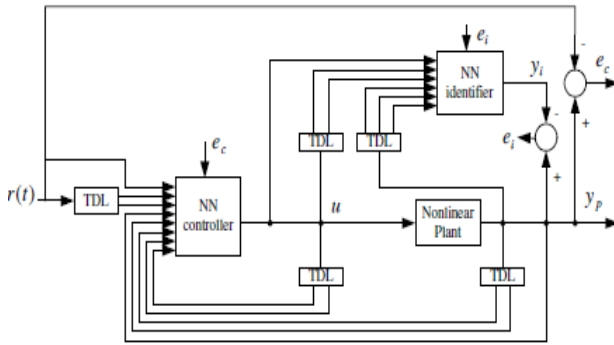 e_i
-
NN
identifier
y_i
e_c
-
+
TDL
TDL
e_i
+
e_c
r(t)
TDL
NN
controller
u
Nonlinear
Plant
y_p
TDL
TDL